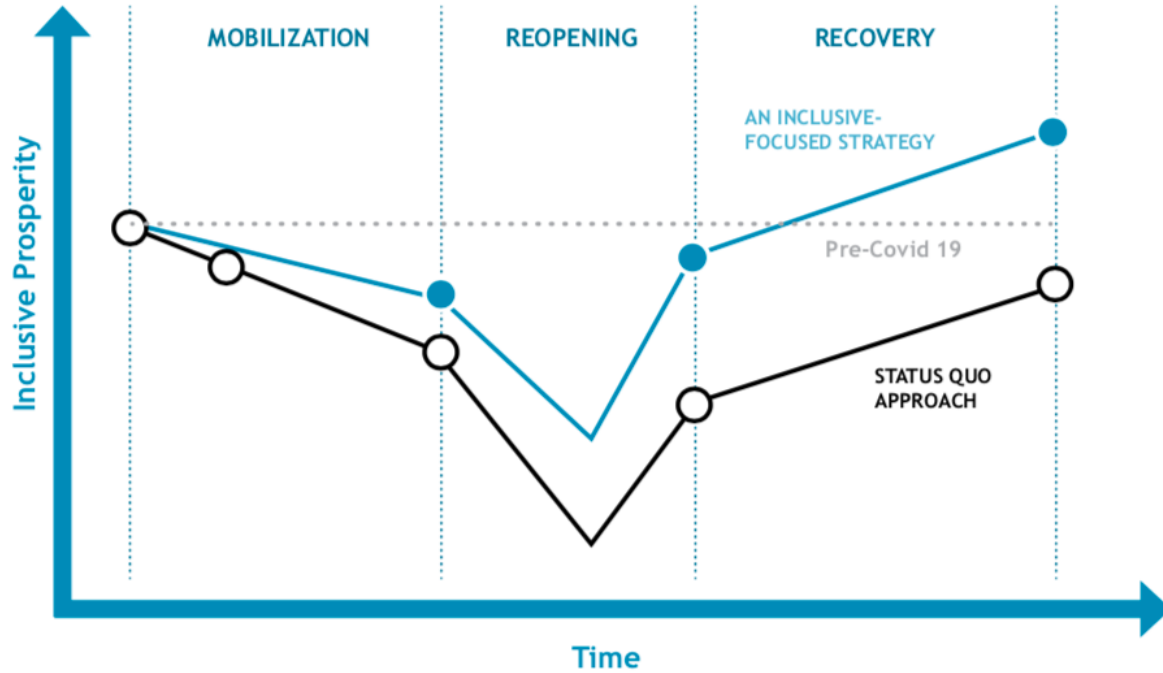 MOBILIZATION
REOPENING
RECOVERY
AN INCLUSIVE-
FOCUSED STRATEGY
Pre-Covid 19
STATUS QUO
APPROACH
Inclusive Prosperity
Time